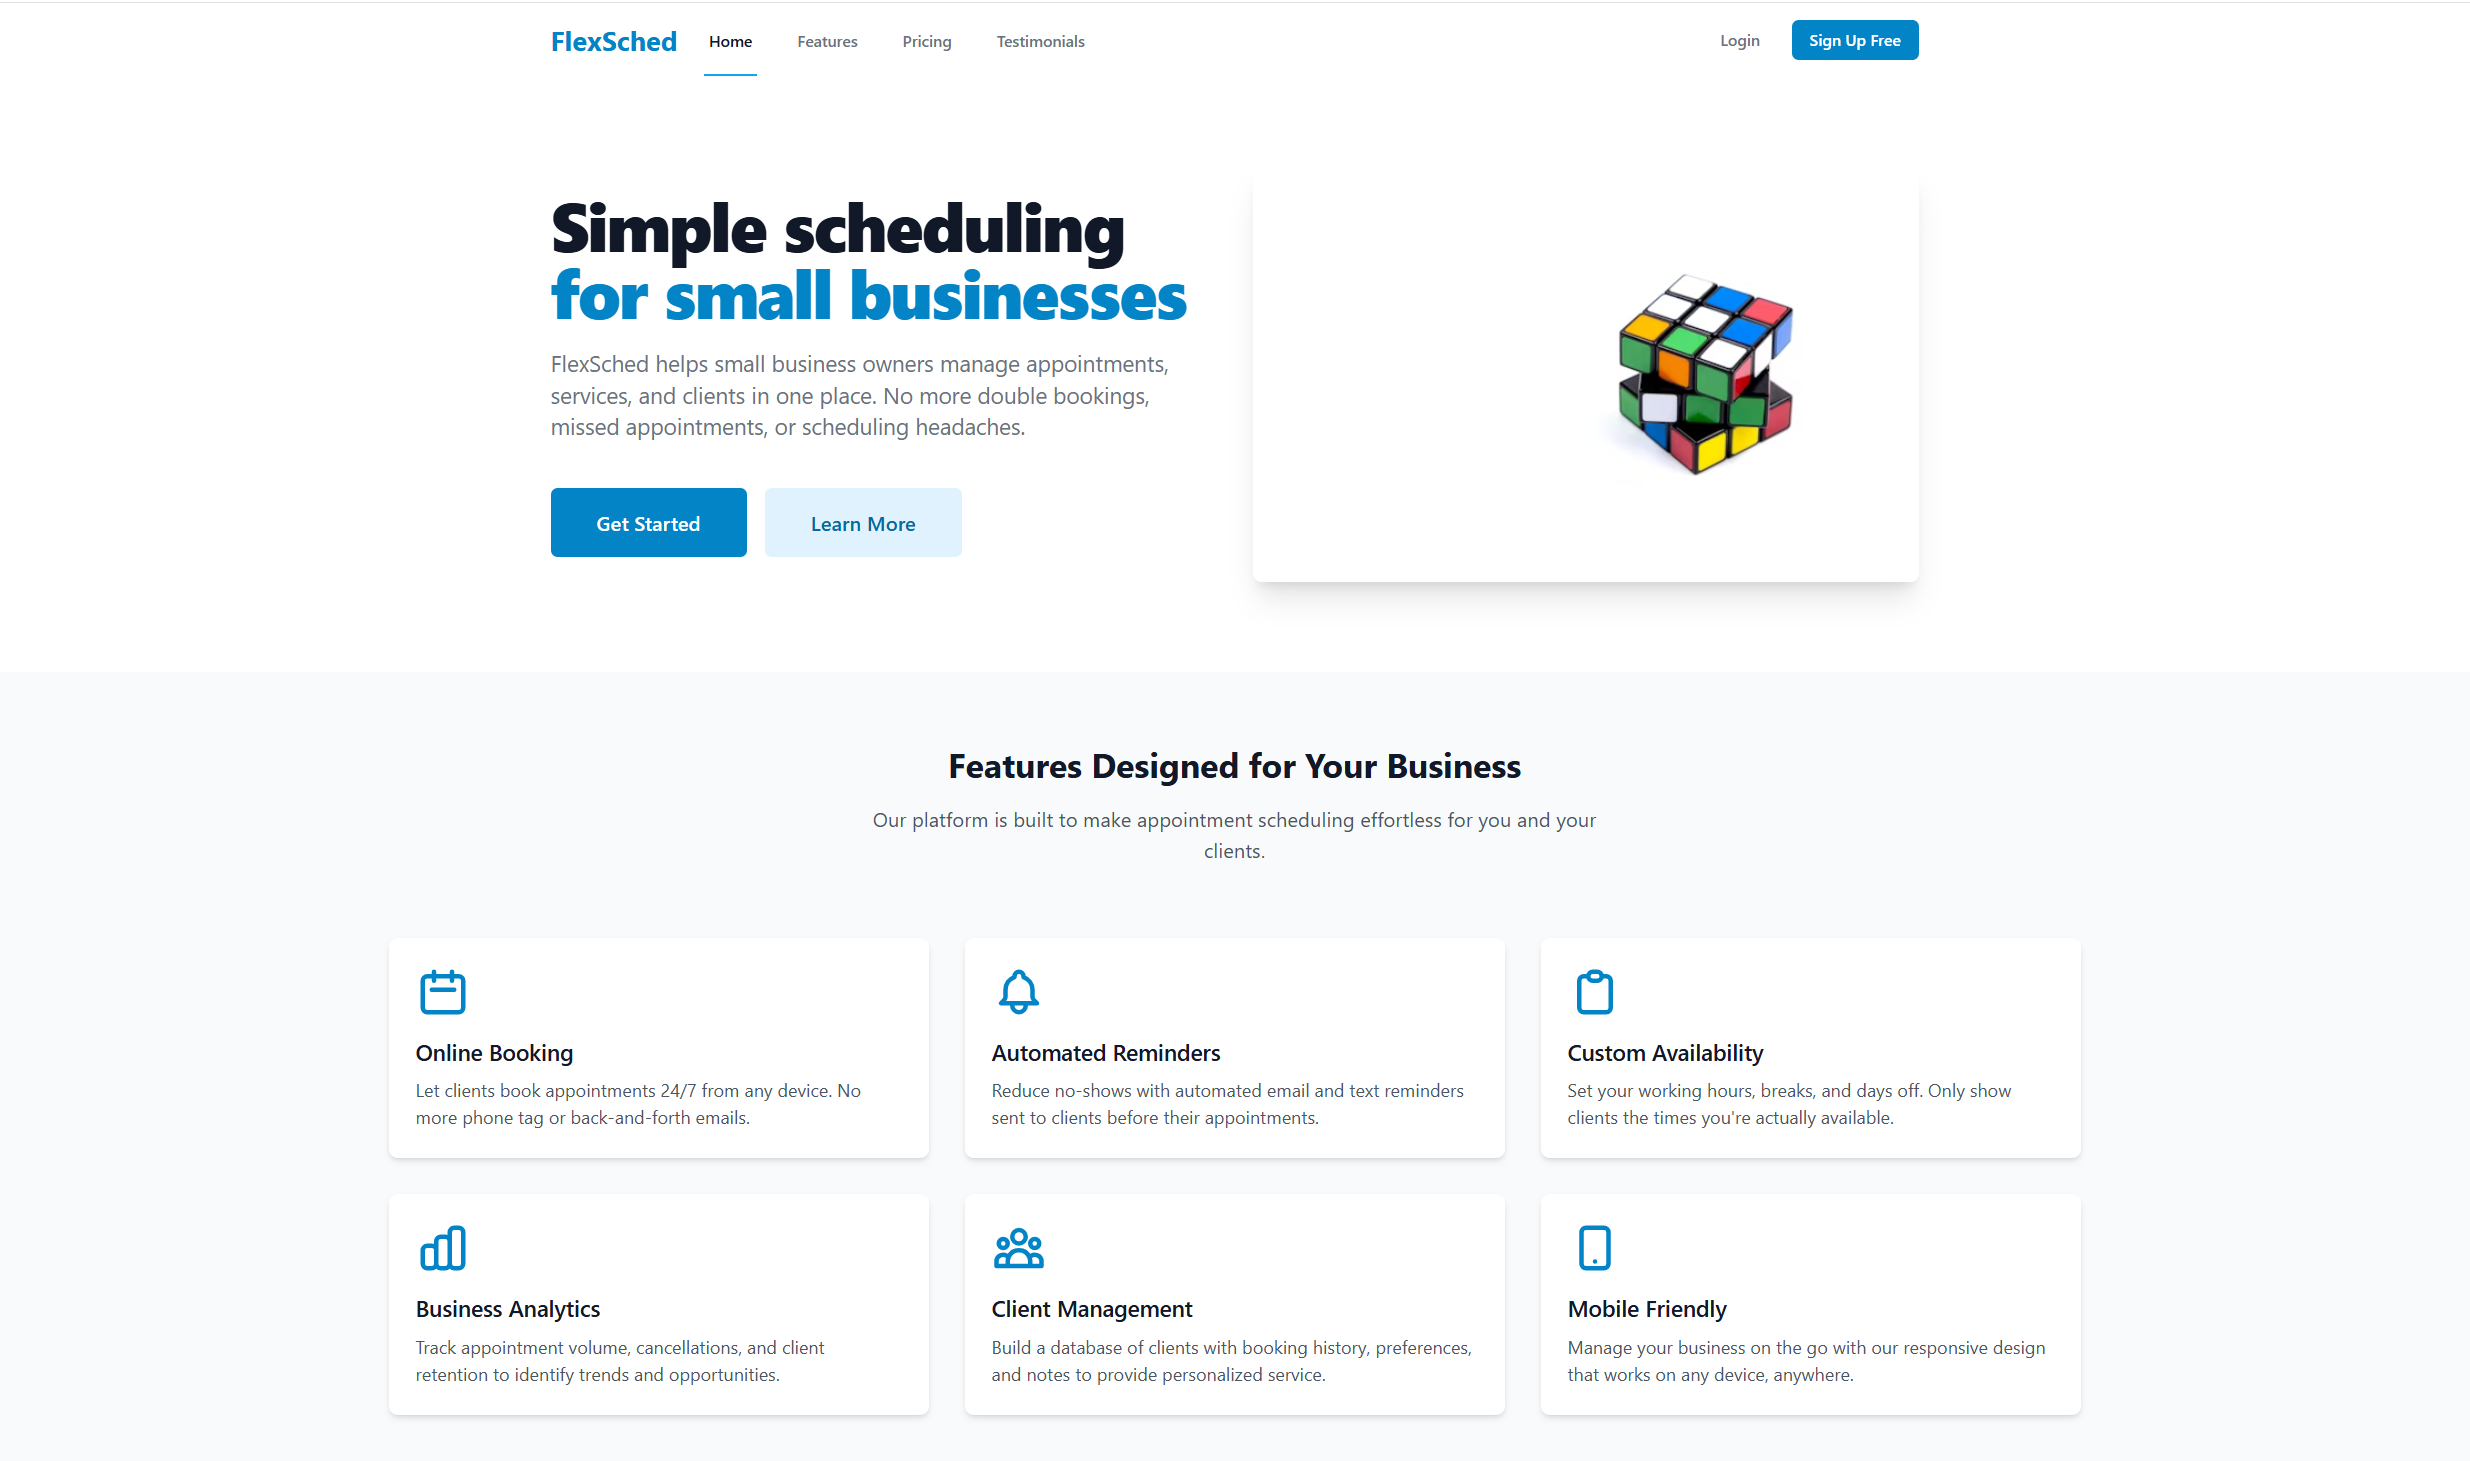 FlexSched
Home
Features
Pricing
Testimonials
Login
Sign Up Free
Simple scheduling
for small businesses
FlexSched helps small business owners manage appointments,
services, and clients in one place. No more double bookings,
missed appointments, or scheduling headaches.
Get Started
Learn More
Features Designed for Your Business
Our platform is built to make appointment scheduling effortless for you and your
clients.
Online Booking
Let clients book appointments 24/7 from any device. No
more phone tag or back-and-forth emails.
Automated Reminders
Reduce no-shows with automated email and text reminders
sent to clients before their appointments.
Custom Availability
Set your working hours, breaks, and days off. Only show
clients the times you're actually available.
Business Analytics
Track appointment volume, cancellations, and client
retention to identify trends and opportunities.
Client Management
Build a database of clients with booking history, preferences,
and notes to provide personalized service.
Mobile Friendly
Manage your business on the go with our responsive design
that works on any device, anywhere.